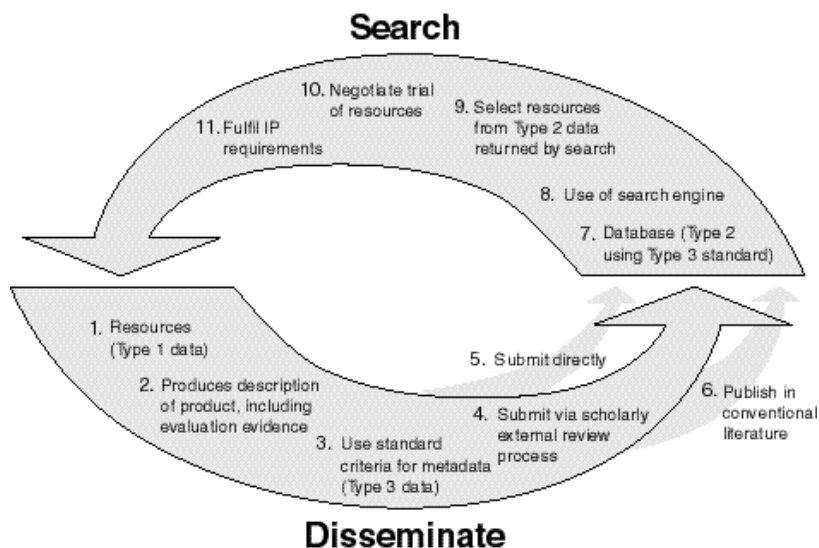 Search
10. Negotiate trial
of resources
9. Select resources
from Type 2 data
returned by search
11. Fulfil IP
requirements
8. Use of search engine
7. Database (Type 2
using Type 3 standard)
1. Resources
(Type 1 data)
2. Produces description
of product, including
evaluation evidence
3. Use standard
criteria for metadata
(Type 3 data)
4. Submit via scholarly
external review
process
5. Submit directly
6. Publish in
conventional
literature
Disseminate